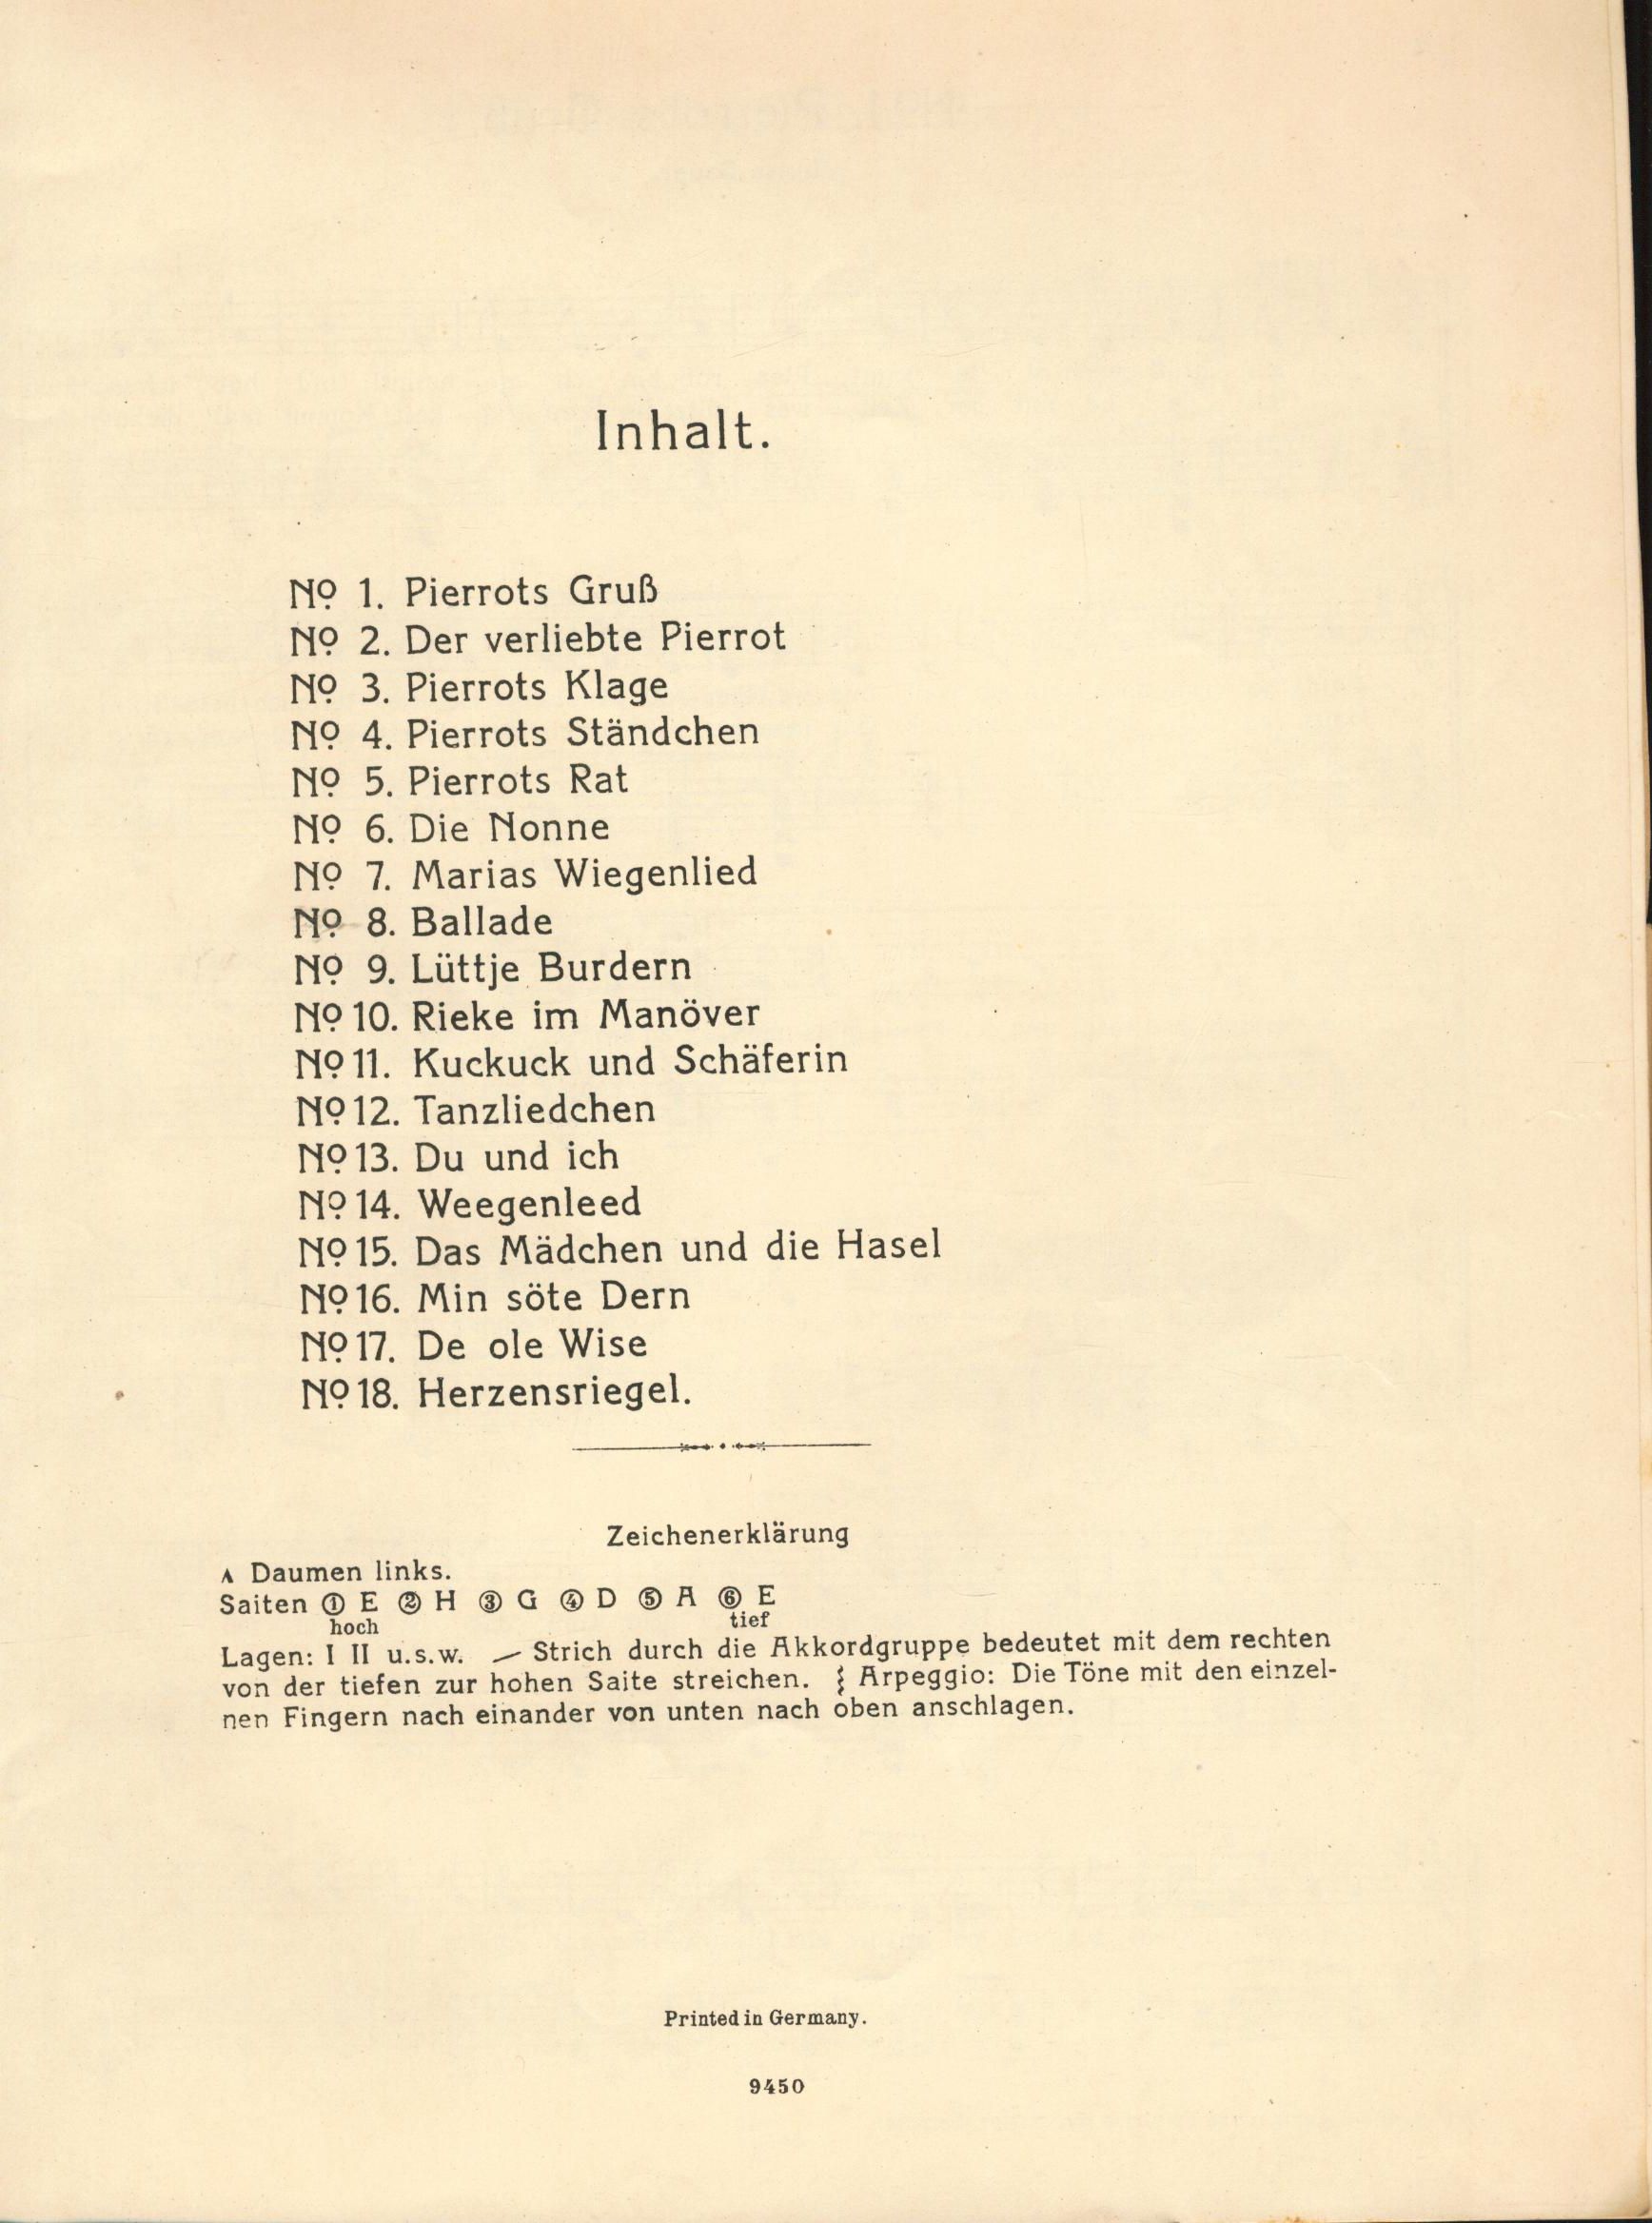 Inhalt.
No 1. Pierrots Gruß
No 2. Der verliebte Pierrot
No 3. Pierrots Klage
No 4. Pierrots Ständchen
No 5. Pierrots Rat
No 6. Die Nonne
No 7. Marias Wiegenlied
No 8. Ballade
No 9. Lüttje Burdern
No 10. Rieke im Manöver
No 11. Kuckuck und Schäferin
No 12. Tanzliedchen
No 13. Du und ich
No 14. Weegenleed
No 15. Das Mädchen und die Hasel
No 16. Min söte Dern
No 17. De ole Wise
No 18. Herzensriegel.
Zeichenerklärung
∧ Daumen links.
Saiten ① E ② H ③ G ④ D ⑤ A ⑥ E
hoch tief
Lagen: I II u.s.w. — Strich durch die Akkordgruppe bedeutet mit dem rechten
von der tiefen zur hohen Saite streichen. ⸾ Arpeggio: Die Töne mit den einzel-
nen Fingern nach einander von unten nach oben anschlagen.
Printed in Germany.
9450